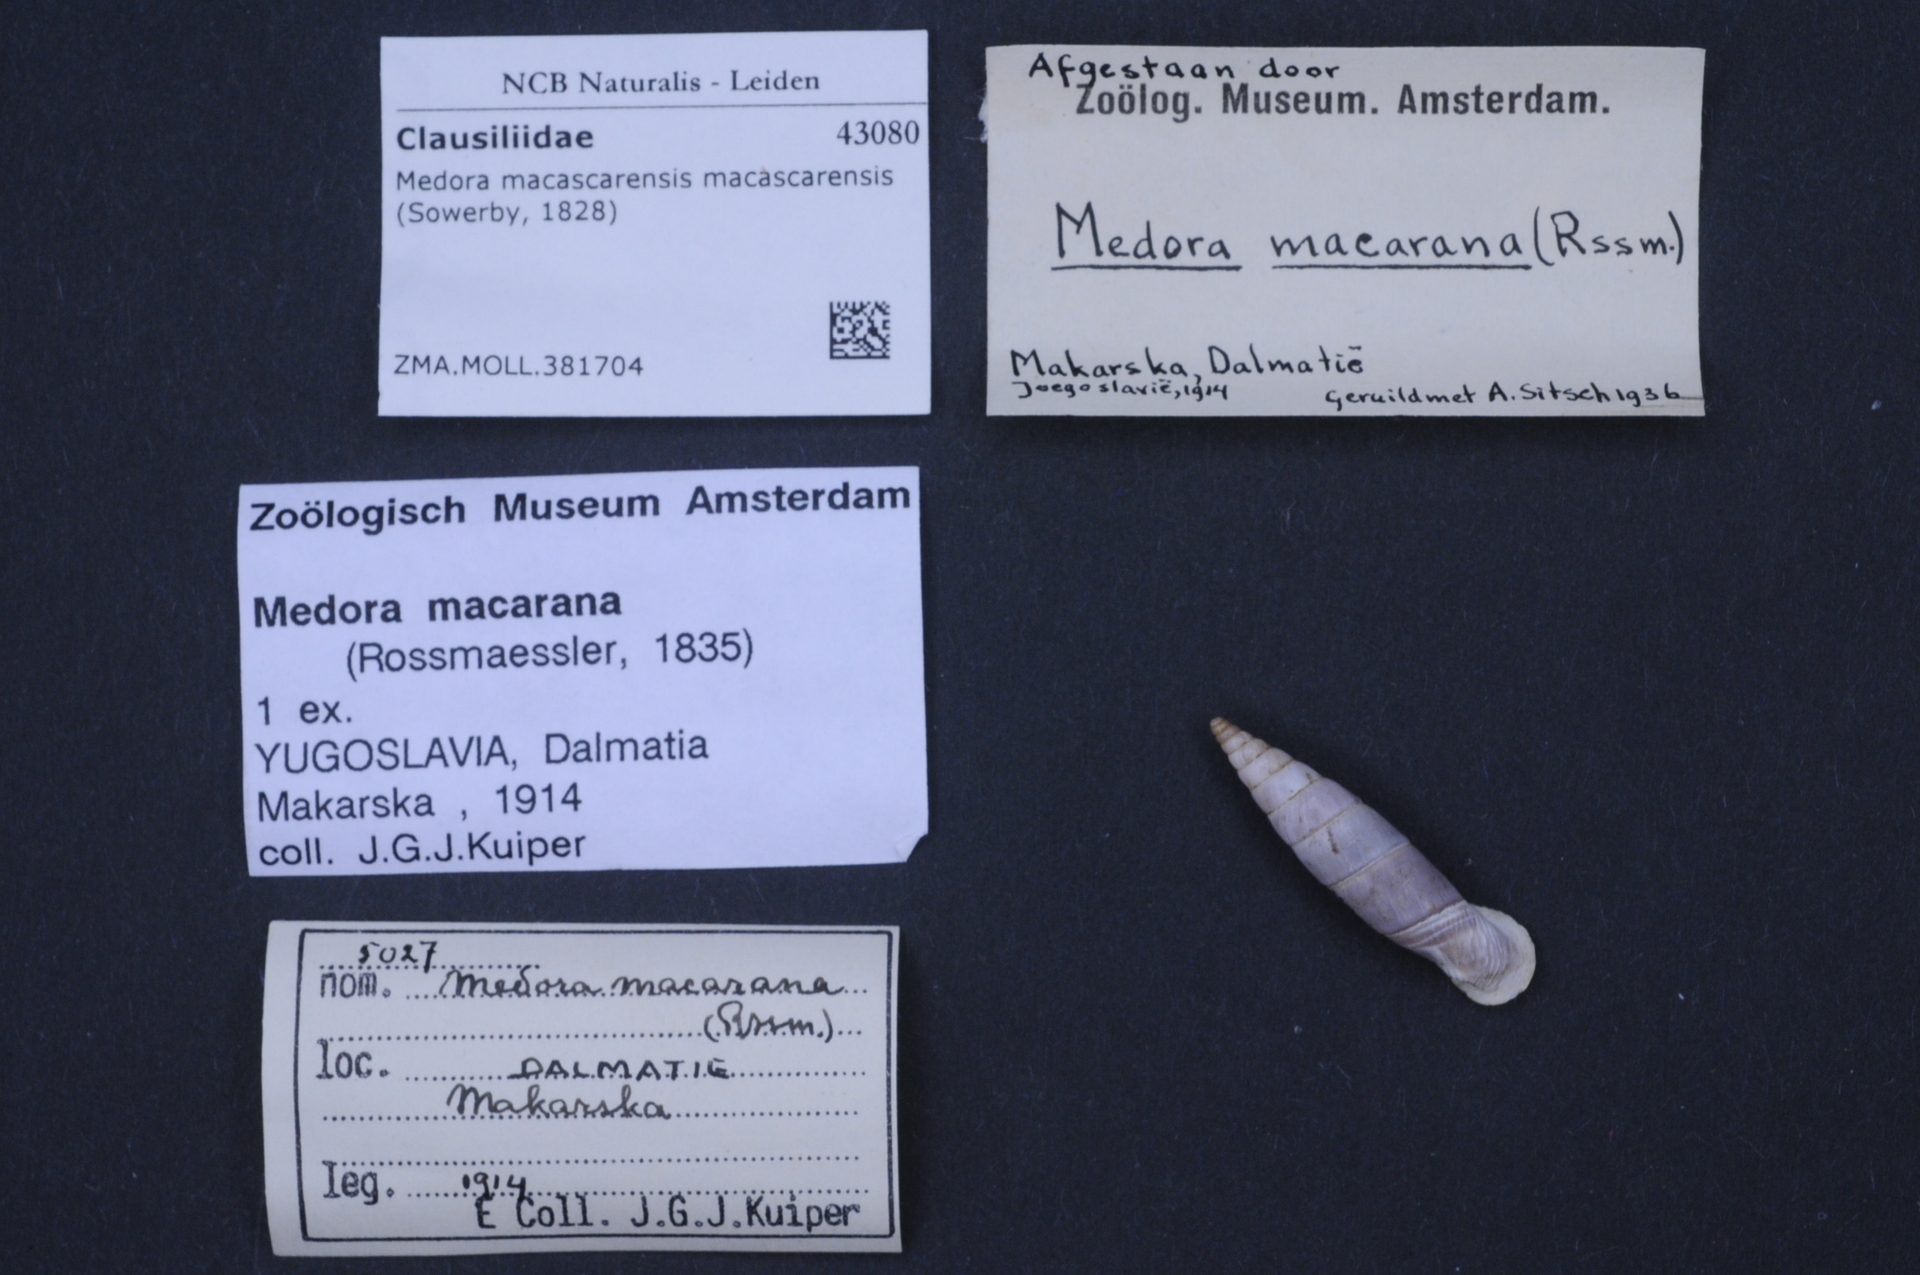 NCB Naturalis - Leiden
Clausiliidae 43080
Medora macascarensis macascarensis
(Sowerby, 1828)
ZMA.MOLL.381704
Afgestaan door
Zoölog. Museum. Amsterdam.
Medora macarana (Rssm.)
Makarska, Dalmatië
Joegoslavië, 1914
Geruild met A. Sitsch 1936
Zoölogisch Museum Amsterdam
Medora macarana
(Rossmaessler, 1835)
1 ex.
YUGOSLAVIA, Dalmatia
Makarska , 1914
coll. J.G.J.Kuiper
5027
nom. Medora macarana
(Rssm.)
loc. DALMATIE
Makarska
leg. 1914
E Coll. J.G.J.Kuiper